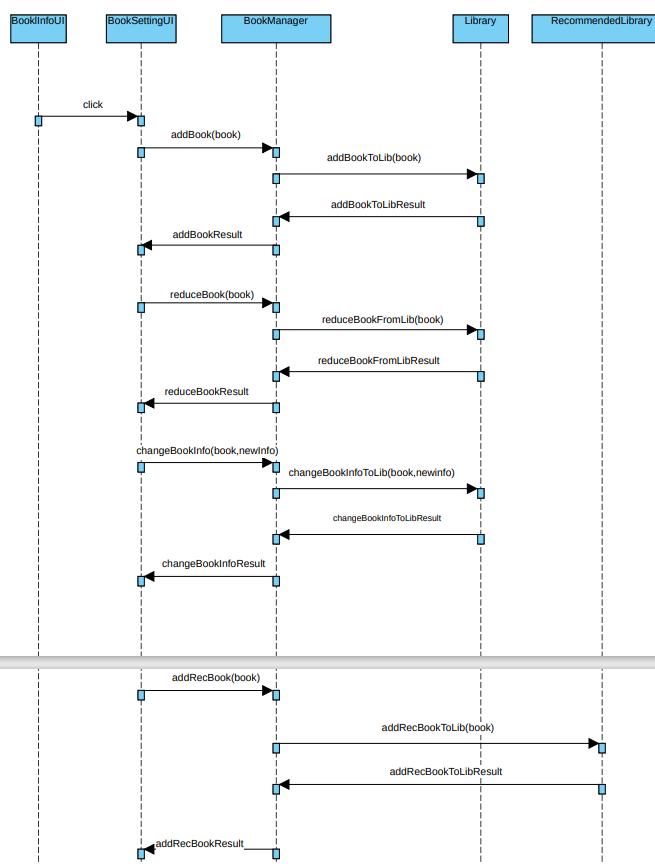 BookInfoUI
BookSettingUI
BookManager
Library
RecommendedLibrary
click
addBook(book)
addBookToLib(book)
addBookToLibResult
addBookResult
reduceBook(book)
reduceBookFromLib(book)
reduceBookFromLibResult
reduceBookResult
changeBookInfo(book,newInfo)
changeBookInfoToLib(book,newinfo)
changeBookInfoToLibResult
changeBookInfoResult
addRecBook(book)
addRecBookToLib(book)
addRecBookToLibResult
addRecBookResult